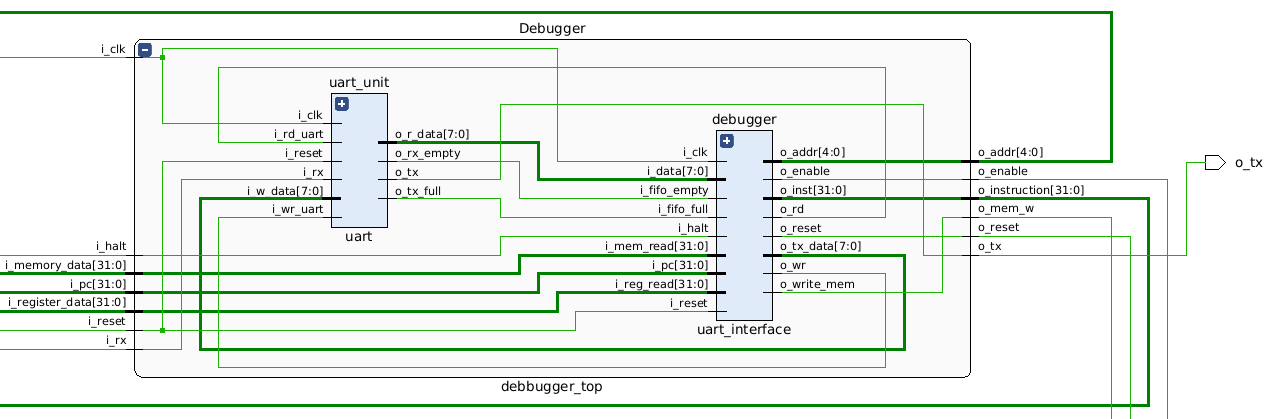 Debugger
i_clk
uart_unit
i_clk
i_rd_uart
i_reset
i_rx
i_w_data[7:0]
i_wr_uart
o_r_data[7:0]
o_rx_empty
o_tx
o_tx_full
uart
debugger
i_clk
i_data[7:0]
i_fifo_empty
i_fifo_full
i_halt
i_mem_read[31:0]
i_pc[31:0]
i_reg_read[31:0]
i_reset
o_addr[4:0]
o_enable
o_inst[31:0]
o_rd
o_reset
o_tx_data[7:0]
o_wr
o_write_mem
uart_interface
o_addr[4:0]
o_enable
o_instruction[31:0]
o_mem_w
o_reset
o_tx
o_tx
i_halt
i_memory_data[31:0]
i_pc[31:0]
i_register_data[31:0]
i_reset
i_rx
debbugger_top